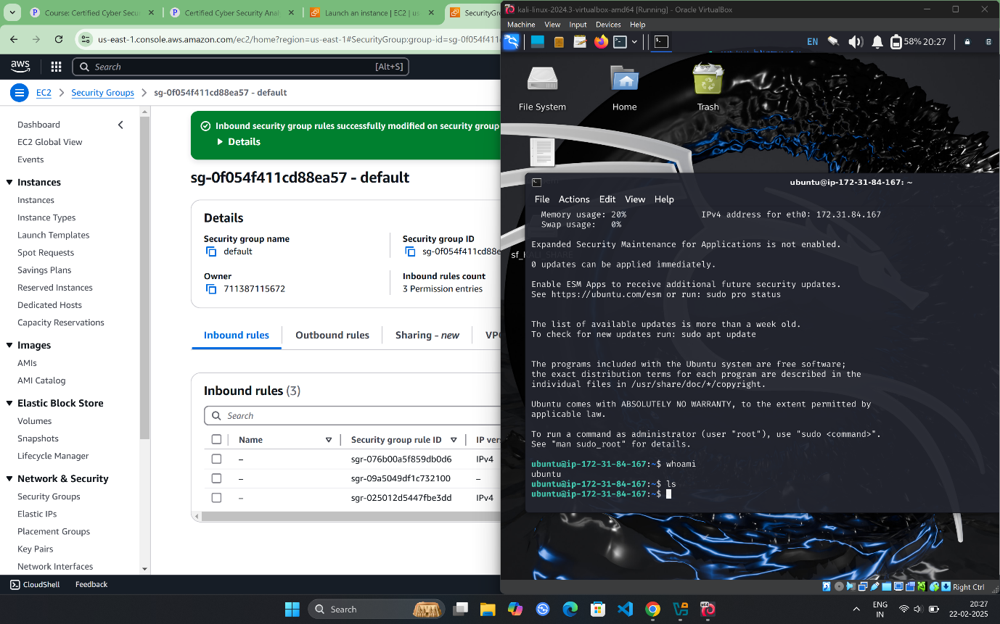 Course: Certified Cyber Secur
Certified Cyber Security Anal
Launch an instance | EC2 | us-
SecurityGro
us-east-1.console.aws.amazon.com/ec2/home?region=us-east-1#SecurityGroup:group-id=sg-0f054f411c
aws
Search
[Alt+S]
EC2
Security Groups
sg-0f054f411cd88ea57 - default
Dashboard
EC2 Global View
Events
Instances
Instances
Instance Types
Launch Templates
Spot Requests
Savings Plans
Reserved Instances
Dedicated Hosts
Capacity Reservations
Images
AMIs
AMI Catalog
Elastic Block Store
Volumes
Snapshots
Lifecycle Manager
Network & Security
Security Groups
Elastic IPs
Placement Groups
Key Pairs
Network Interfaces
Inbound security group rules successfully modified on security group
Details
sg-0f054f411cd88ea57 - default
Details
Security group name
default
Security group ID
sg-0f054f411cd88e
Owner
711387115672
Inbound rules count
3 Permission entries
Inbound rules
Outbound rules
Sharing - new
VPC
Inbound rules (3)
Search
Name
Security group rule ID
IP ver
–
sgr-076b00a5f859db0d6
IPv4
–
sgr-09a5049df1c732100
–
–
sgr-025012d5447fbe3dd
IPv4
CloudShell
Feedback
kali-linux-2024.3-virtualbox-amd64 [Running] - Oracle VirtualBox
Machine View Input Devices Help
EN
58% 20:27
File System
Home
Trash
ubuntu@ip-172-31-84-167: ~
File Actions Edit View Help
Memory usage: 20% IPv4 address for eth0: 172.31.84.167
Swap usage: 0%
Expanded Security Maintenance for Applications is not enabled.
0 updates can be applied immediately.
Enable ESM Apps to receive additional future security updates.
See https://ubuntu.com/esm or run: sudo pro status
The list of available updates is more than a week old.
To check for new updates run: sudo apt update
The programs included with the Ubuntu system are free software;
the exact distribution terms for each program are described in the
individual files in /usr/share/doc/*/copyright.
Ubuntu comes with ABSOLUTELY NO WARRANTY, to the extent permitted by
applicable law.
To run a command as administrator (user "root"), use "sudo <command>".
See "man sudo_root" for details.
ubuntu@ip-172-31-84-167:~$ whoami
ubuntu
ubuntu@ip-172-31-84-167:~$ ls
ubuntu@ip-172-31-84-167:~$
Right Ctrl
Search
ENG
IN
20:27
22-02-2025